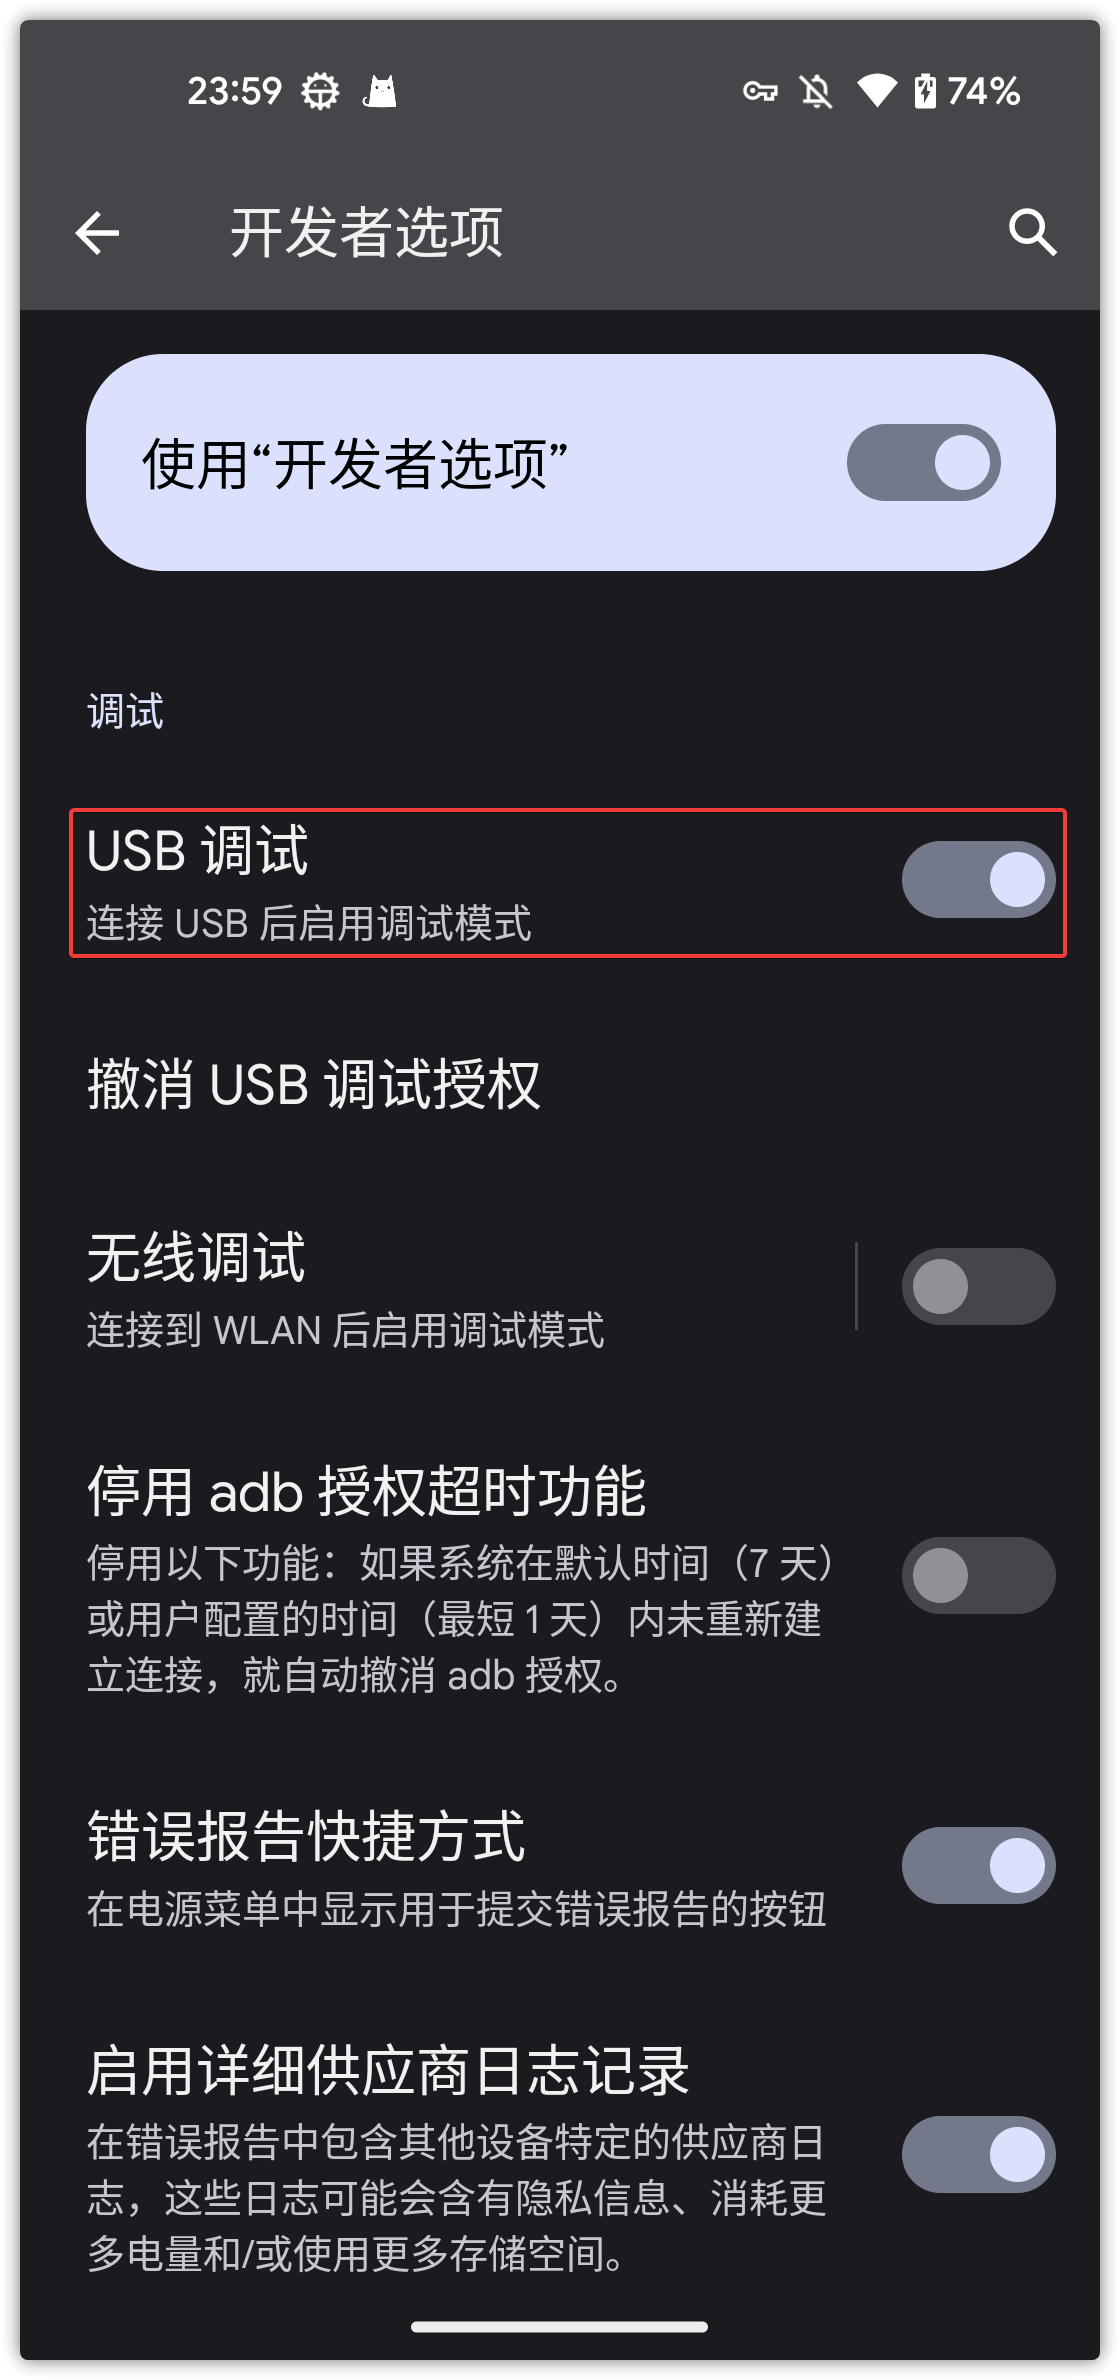 23:59 74%
开发者选项
使用“开发者选项”
调试
USB 调试
连接 USB 后启用调试模式
撤消 USB 调试授权
无线调试
连接到 WLAN 后启用调试模式
停用 adb 授权超时功能
停用以下功能：如果系统在默认时间（7 天）
或用户配置的时间（最短 1 天）内未重新建
立连接，就自动撤消 adb 授权。
错误报告快捷方式
在电源菜单中显示用于提交错误报告的按钮
启用详细供应商日志记录
在错误报告中包含其他设备特定的供应商日
志，这些日志可能会含有隐私信息、消耗更
多电量和/或使用更多存储空间。